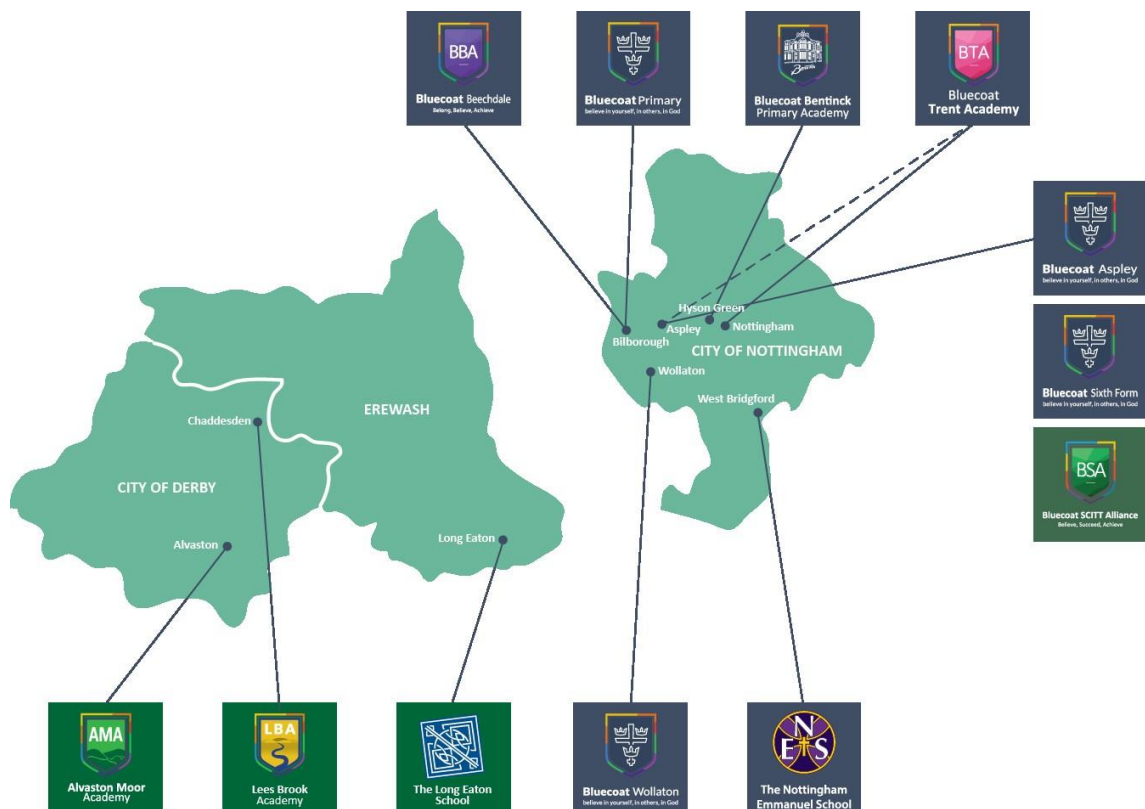 BBA
Bluecoat Beechdale
Belong, Believe, Achieve
Bluecoat Primary
believe in yourself, in others, in God
Bluecoat Bentinck
Primary Academy
BTA
Bluecoat
Trent Academy
Bluecoat Aspley
believe in yourself, in others, in God
Bluecoat Sixth Form
believe in yourself, in others, in God
BSA
Bluecoat SCITT Alliance
Believe, Succeed, Achieve
Hyson Green
Bilborough
Aspley
Nottingham
CITY OF NOTTINGHAM
Wollaton
West Bridgford
EREWASH
Chaddesden
CITY OF DERBY
Alvaston
Long Eaton
AMA
Alvaston Moor
Academy
LBA
Lees Brook
Academy
The Long Eaton
School
Bluecoat Wollaton
believe in yourself, in others, in God
N
E S
The Nottingham
Emmanuel School